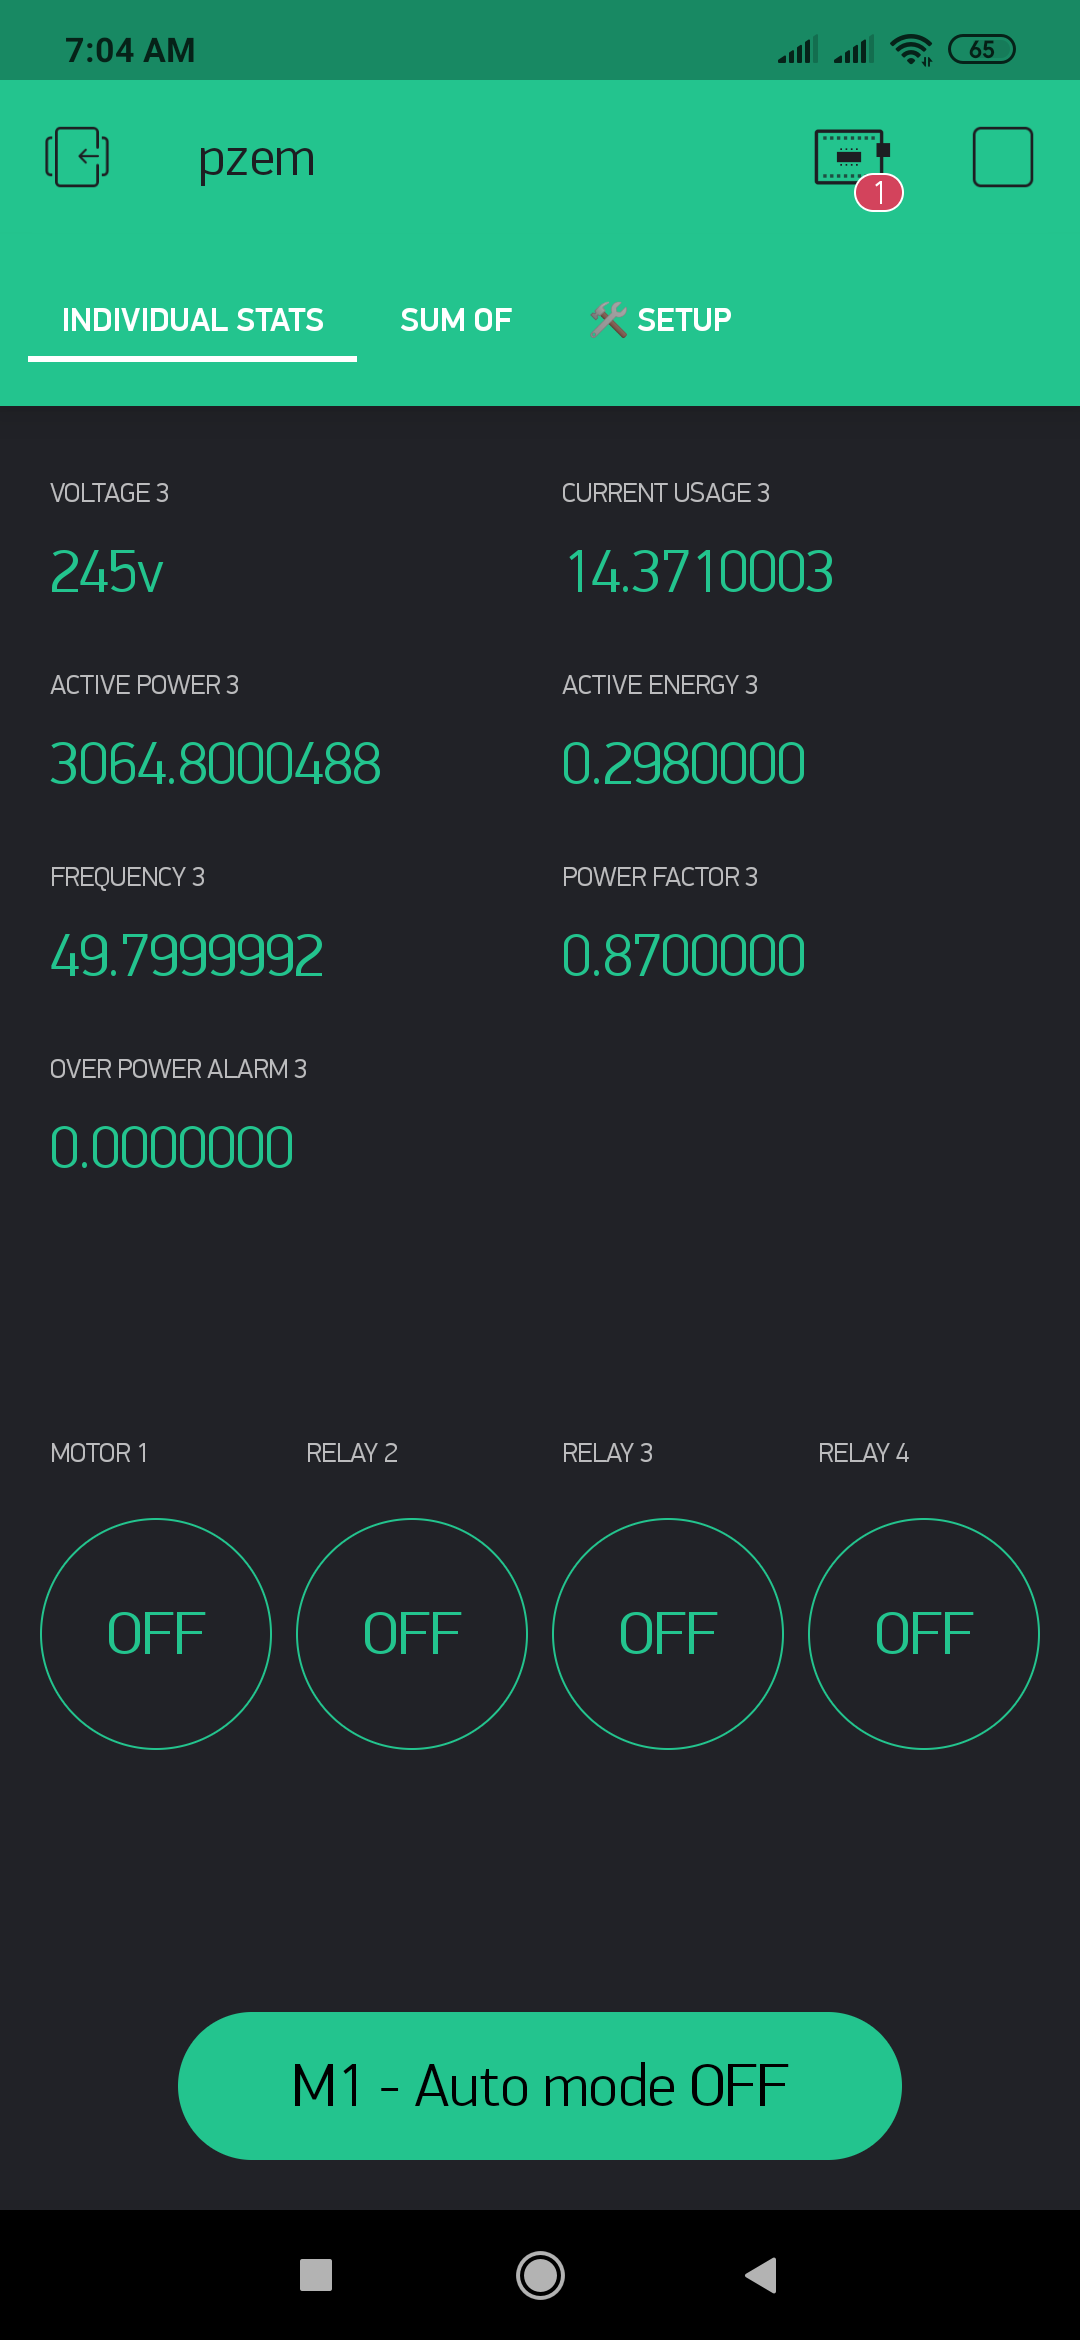 7:04 AM 65
pzem
1
INDIVIDUAL STATS SUM OF 🛠 SETUP
VOLTAGE 3 CURRENT USAGE 3
245v 14.3710003
ACTIVE POWER 3 ACTIVE ENERGY 3
3064.8000488 0.2980000
FREQUENCY 3 POWER FACTOR 3
49.7999992 0.8700000
OVER POWER ALARM 3
0.0000000
MOTOR 1 RELAY 2 RELAY 3 RELAY 4
OFF OFF OFF OFF
M1 - Auto mode OFF